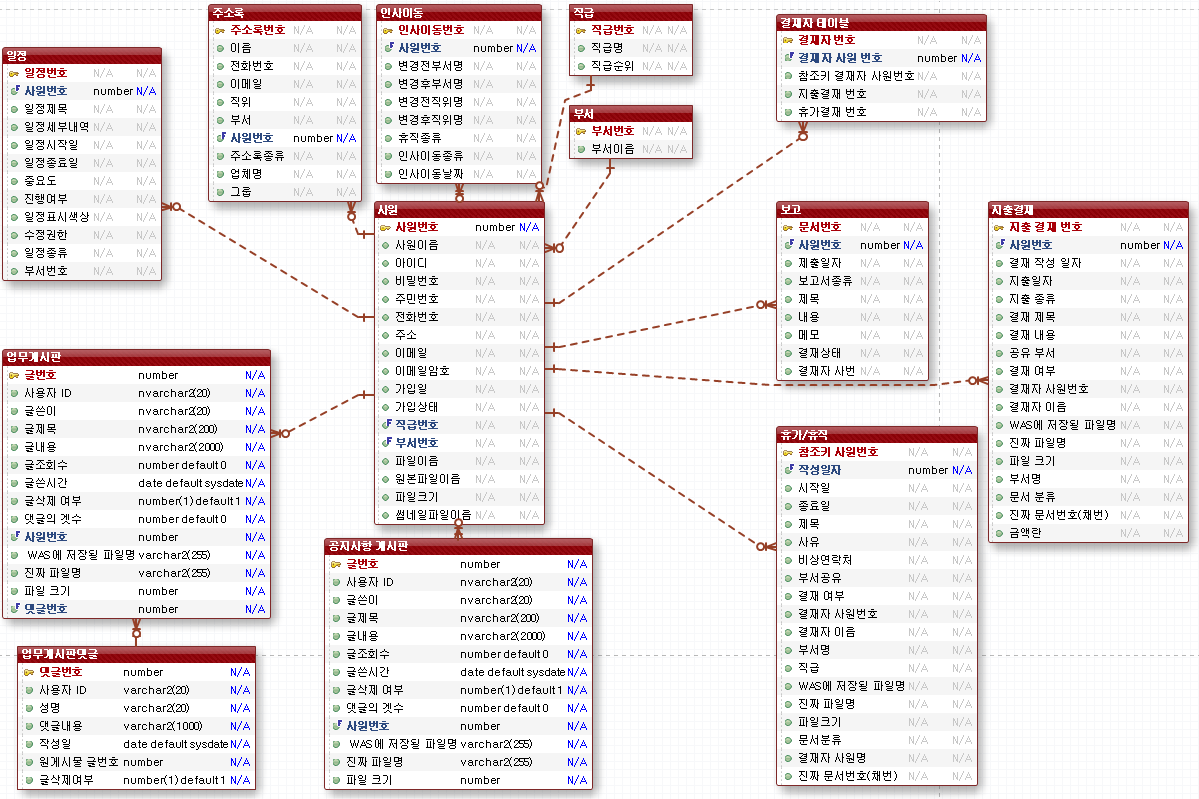 일정
일정번호 N/A N/A
사원번호 number N/A
일정제목 N/A N/A
일정세부내역 N/A N/A
일정시작일 N/A N/A
일정종료일 N/A N/A
중요도 N/A N/A
진행여부 N/A N/A
일정표시색상 N/A N/A
수정권한 N/A N/A
일정종류 N/A N/A
부서번호 N/A N/A
주소록
주소록번호 N/A N/A
이름 N/A N/A
전화번호 N/A N/A
이메일 N/A N/A
직위 N/A N/A
부서 N/A N/A
사원번호 number N/A
주소록종류 N/A N/A
업체명 N/A N/A
그룹 N/A N/A
인사이동
인사이동번호 N/A N/A
사원번호 number N/A
변경전부서명 N/A N/A
변경후부서명 N/A N/A
변경전직위명 N/A N/A
변경후직위명 N/A N/A
휴직종류 N/A N/A
인사이동종류 N/A N/A
인사이동날짜 N/A N/A
직급
직급번호 N/A N/A
직급명 N/A N/A
직급순위 N/A N/A
부서
부서번호 N/A N/A
부서이름 N/A N/A
결재자 테이블
결재자 번호 N/A N/A
결재자 사원 번호 number N/A
참조키 결재자 사원번호 N/A N/A
지출결재 번호 N/A N/A
휴가결재 번호 N/A N/A
사원
사원번호 number N/A
사원이름 N/A N/A
아이디 N/A N/A
비밀번호 N/A N/A
주민번호 N/A N/A
전화번호 N/A N/A
주소 N/A N/A
이메일 N/A N/A
이메일암호 N/A N/A
가입일 N/A N/A
가입상태 N/A N/A
직급번호 N/A N/A
부서번호 N/A N/A
파일이름 N/A N/A
원본파일이름 N/A N/A
파일크기 N/A N/A
썸네일파일이름 N/A N/A
보고
문서번호 N/A N/A
사원번호 number N/A
제출일자 N/A N/A
보고서종류 N/A N/A
제목 N/A N/A
내용 N/A N/A
메모 N/A N/A
결재상태 N/A N/A
결재자 사번 N/A N/A
지출결재
지출 결재 번호 N/A N/A
사원번호 number N/A
결재 작성 일자 N/A N/A
지출일자 N/A N/A
지출 종류 N/A N/A
결재 제목 N/A N/A
결재 내용 N/A N/A
공유 부서 N/A N/A
결재 여부 N/A N/A
결재자 사원번호 N/A N/A
결재자 이름 N/A N/A
WAS에 저장될 파일명 N/A N/A
진짜 파일명 N/A N/A
파일 크기 N/A N/A
부서명 N/A N/A
문서 분류 N/A N/A
진짜 문서번호(채번) N/A N/A
금액란 N/A N/A
업무게시판
글번호 number N/A
사용자 ID nvarchar2(20) N/A
글쓴이 nvarchar2(20) N/A
글제목 nvarchar2(200) N/A
글내용 nvarchar2(2000) N/A
글조회수 number default 0 N/A
글쓴시간 date default sysdate N/A
글삭제 여부 number(1) default 1 N/A
댓글의 겟수 number default 0 N/A
사원번호 number N/A
WAS에 저장될 파일명 varchar2(255) N/A
진짜 파일명 varchar2(255) N/A
파일 크기 number N/A
댓글번호 number N/A
휴가/휴직
참조키 사원번호 N/A N/A
작성일자 number N/A
시작일 N/A N/A
종료일 N/A N/A
제목 N/A N/A
사유 N/A N/A
비상연락처 N/A N/A
부서공유 N/A N/A
결재 여부 N/A N/A
결재자 사원번호 N/A N/A
결재자 이름 N/A N/A
부서명 N/A N/A
직급 N/A N/A
WAS에 저장될 파일명 N/A N/A
진짜 파일명 N/A N/A
파일크기 N/A N/A
문서분류 N/A N/A
결재자 사원명 N/A N/A
진짜 문서번호(채번) N/A N/A
공지사항 게시판
글번호 number N/A
사용자 ID nvarchar2(20) N/A
글쓴이 nvarchar2(20) N/A
글제목 nvarchar2(200) N/A
글내용 nvarchar2(2000) N/A
글조회수 number default 0 N/A
글쓴시간 date default sysdate N/A
글삭제 여부 number(1) default 1 N/A
댓글의 겟수 number default 0 N/A
사원번호 number N/A
WAS에 저장될 파일명 varchar2(255) N/A
진짜 파일명 varchar2(255) N/A
파일 크기 number N/A
업무게시판댓글
댓글번호 number N/A
사용자 ID varchar2(20) N/A
성명 varchar2(20) N/A
댓글내용 varchar2(1000) N/A
작성일 date default sysdate N/A
원게시물 글번호 number N/A
글삭제여부 number(1) default 1 N/A